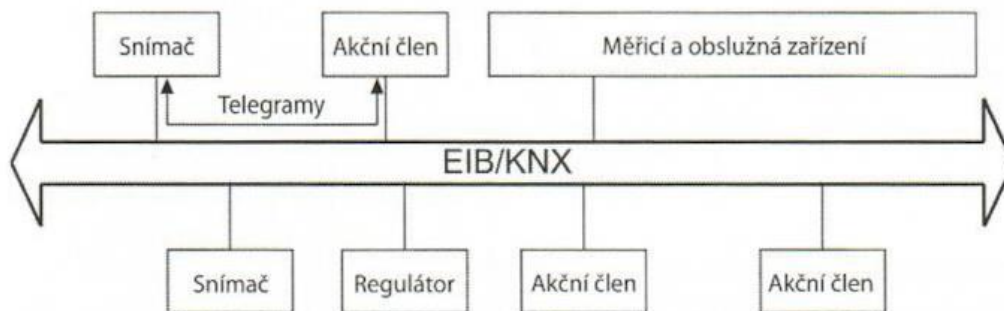 Snímač
Akční člen
Měřicí a obslužná zařízení
Telegramy
EIB/KNX
Snímač
Regulátor
Akční člen
Akční člen